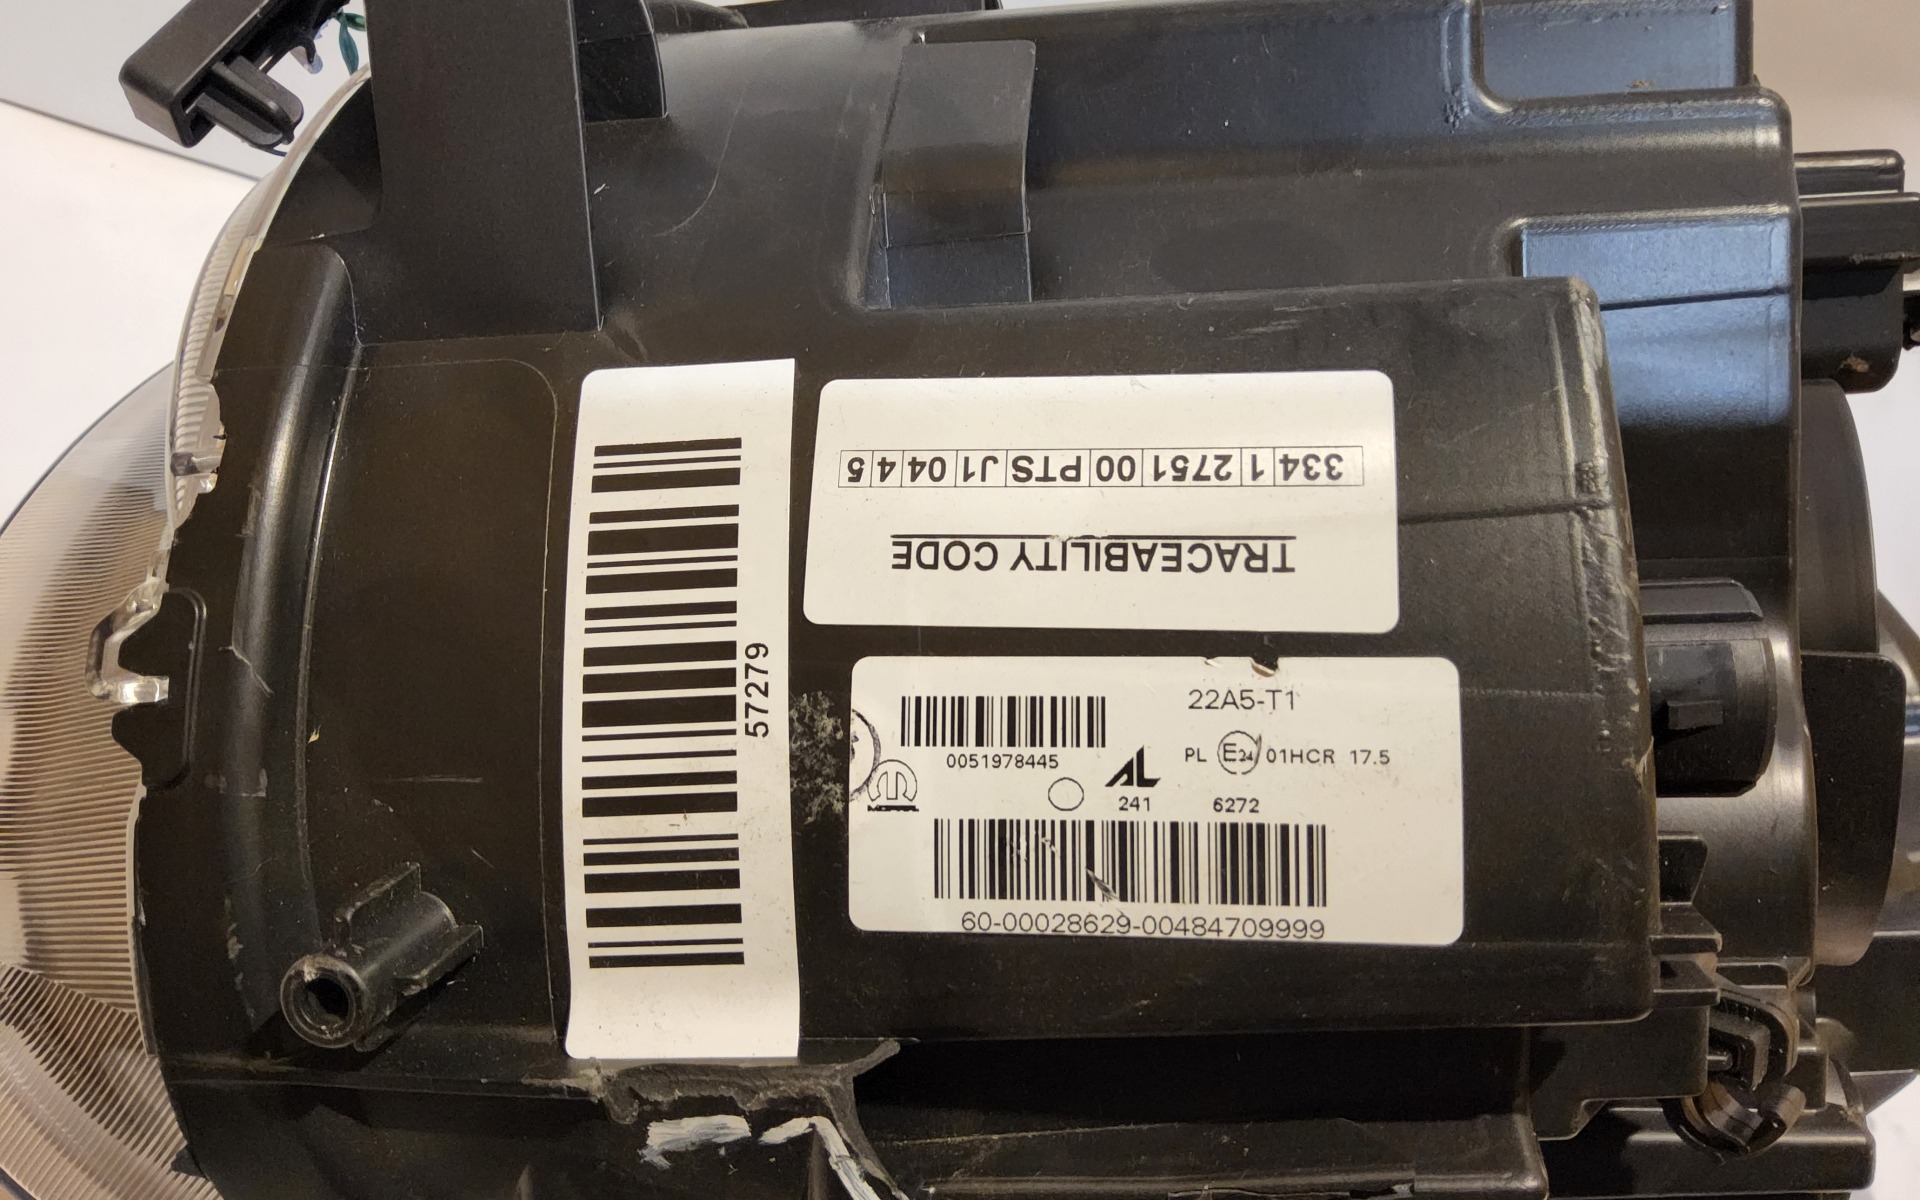 57279
TRACEABILITY CODE
334 1 2751 00 PTS J1 04 4 5
22A5-T1
0051978445
PL E24 01HCR 17.5
AL
241 6272
60-00028629-00484709999